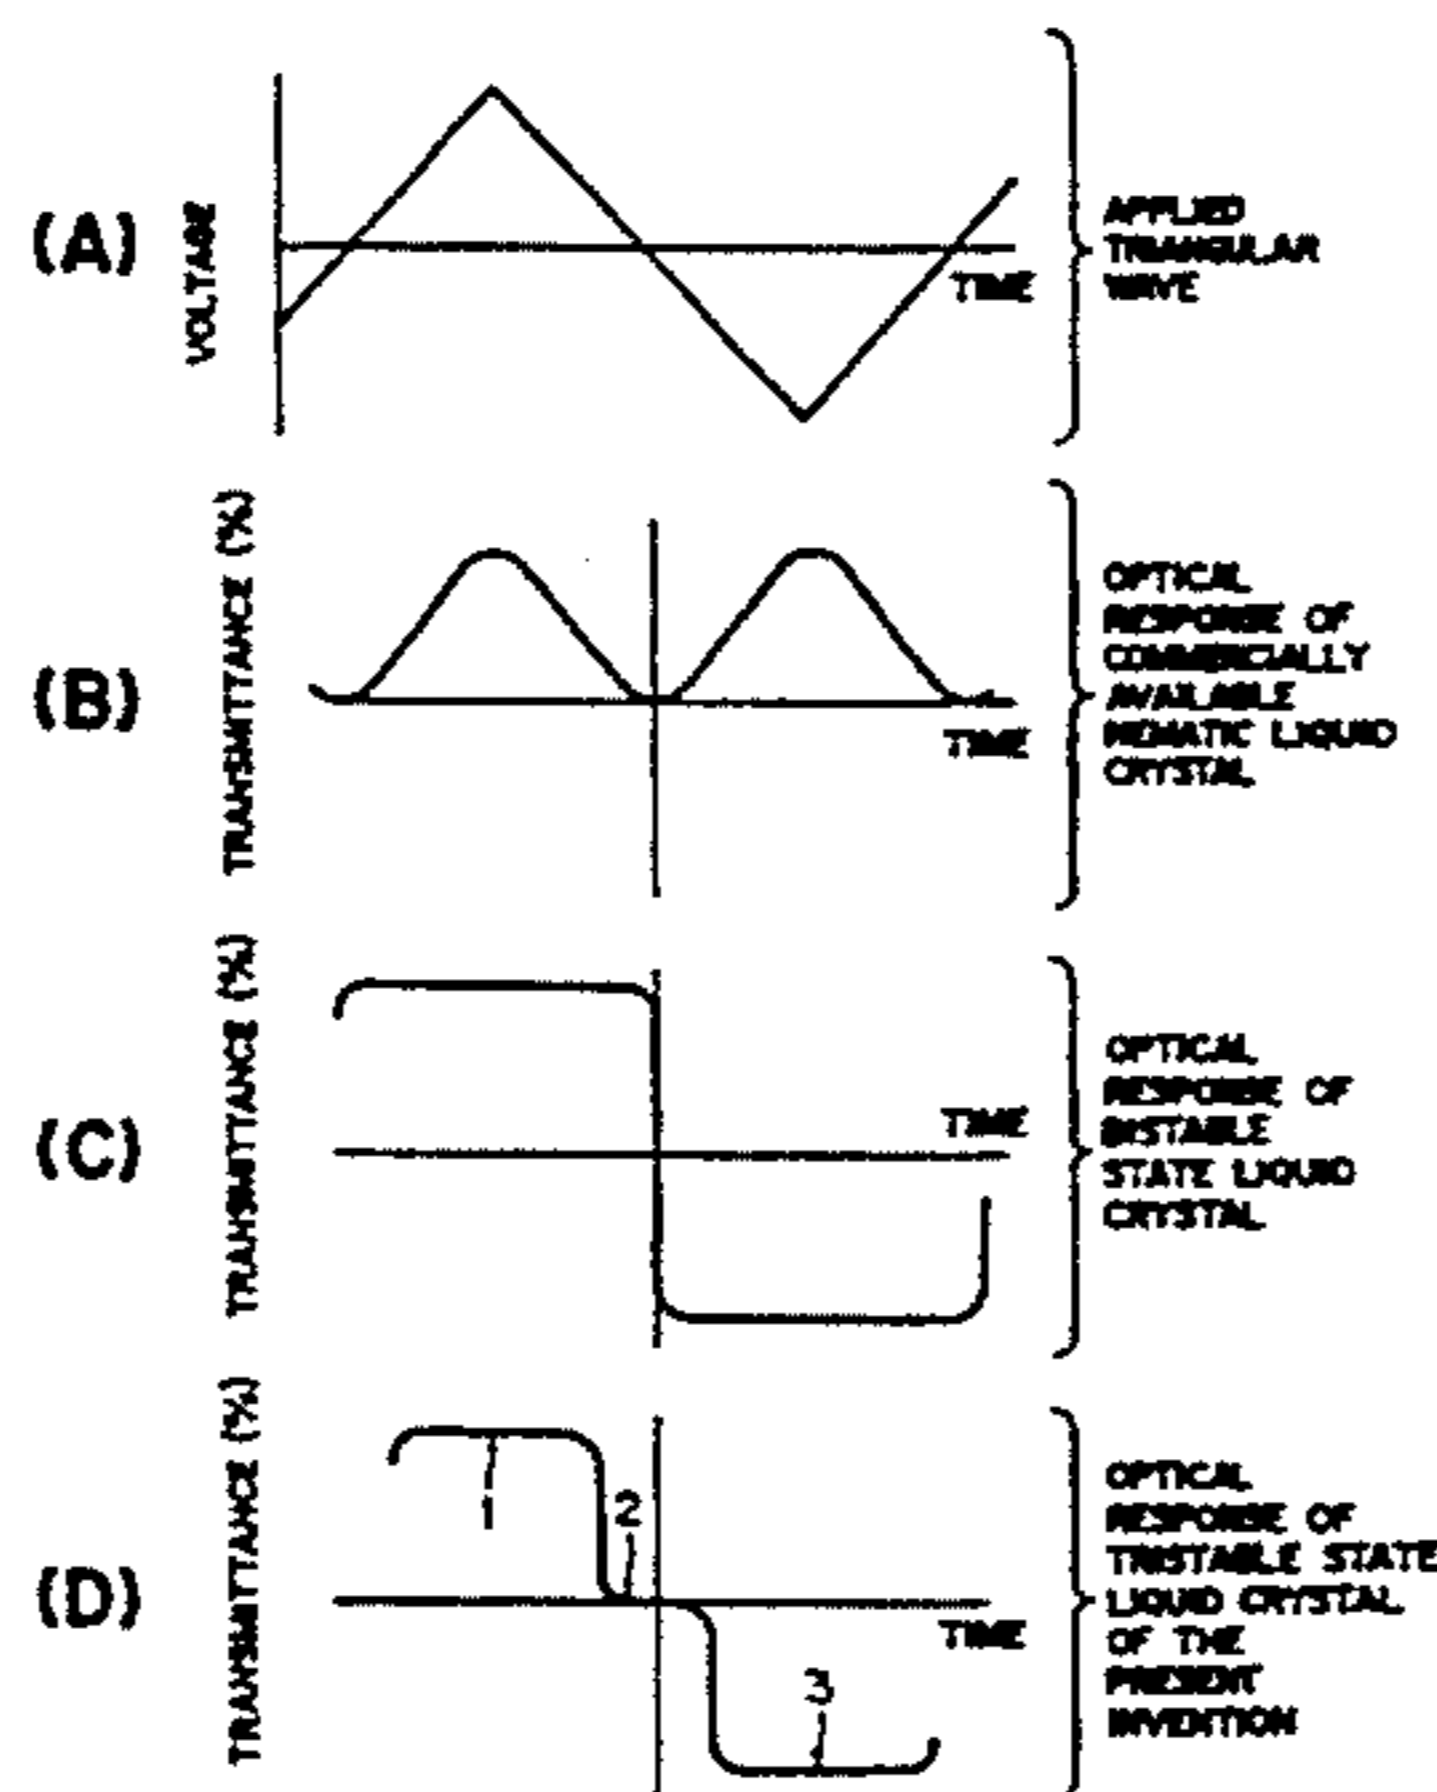 (A)
VOLTAGE
TIME
APPLIED
TRIANGULAR
WAVE
(B)
TRANSMITTANCE (%)
TIME
OPTICAL
RESPONSE OF
COMMERCIALLY
AVAILABLE
NEMATIC LIQUID
CRYSTAL
(C)
TRANSMITTANCE (%)
TIME
OPTICAL
RESPONSE OF
BISTABLE
STATE LIQUID
CRYSTAL
(D)
TRANSMITTANCE (%)
1
2
3
TIME
OPTICAL
RESPONSE OF
TRISTABLE STATE
LIQUID CRYSTAL
OF THE
PRESENT
INVENTION